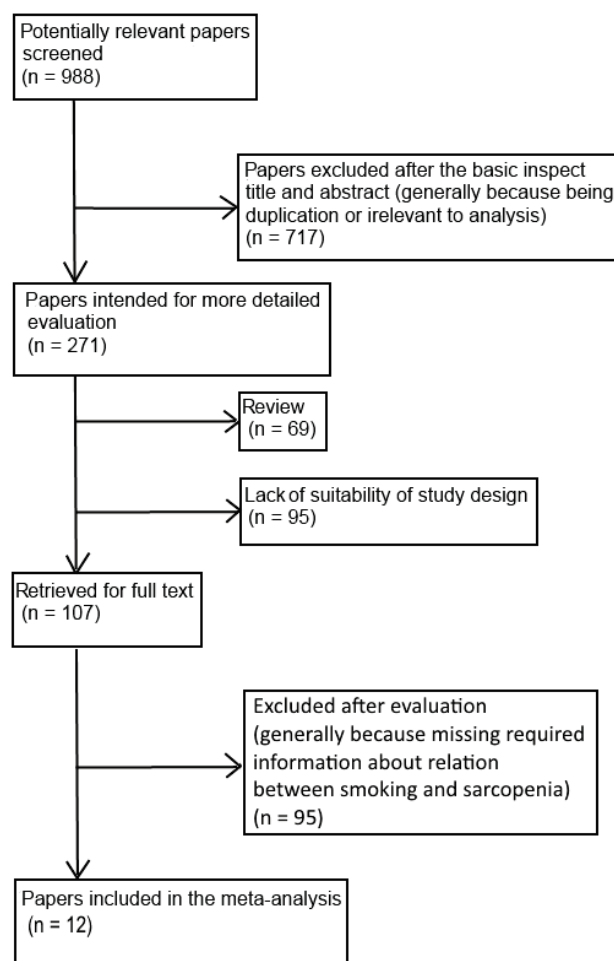 Potentially relevant papers
screened
(n = 988)
Papers excluded after the basic inspect
title and abstract (generally because being
duplication or irelevant to analysis)
(n = 717)
Papers intended for more detailed
evaluation
(n = 271)
Review
(n = 69)
Lack of suitability of study design
(n = 95)
Retrieved for full text
(n = 107)
Excluded after evaluation
(generally because missing required
information about relation
between smoking and sarcopenia)
(n = 95)
Papers included in the meta-analysis
(n = 12)